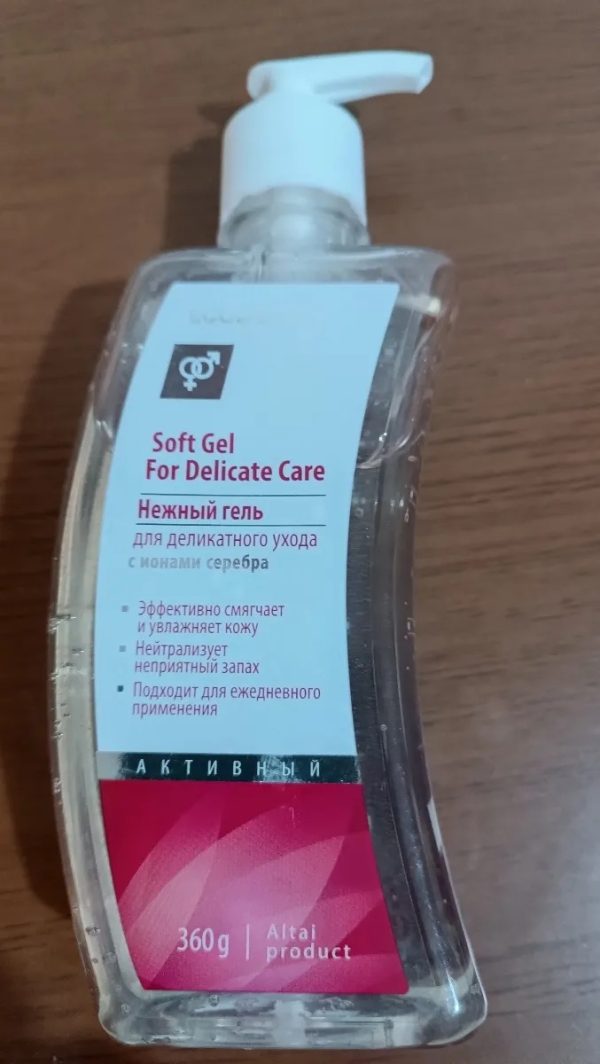 Soft Gel
For Delicate Care
Нежный гель
для деликатного ухода
с ионами серебра
Эффективно смягчает
и увлажняет кожу
Нейтрализует
неприятный запах
Подходит для ежедневного
применения
АКТИВНЫЙ
360g | Altai
product